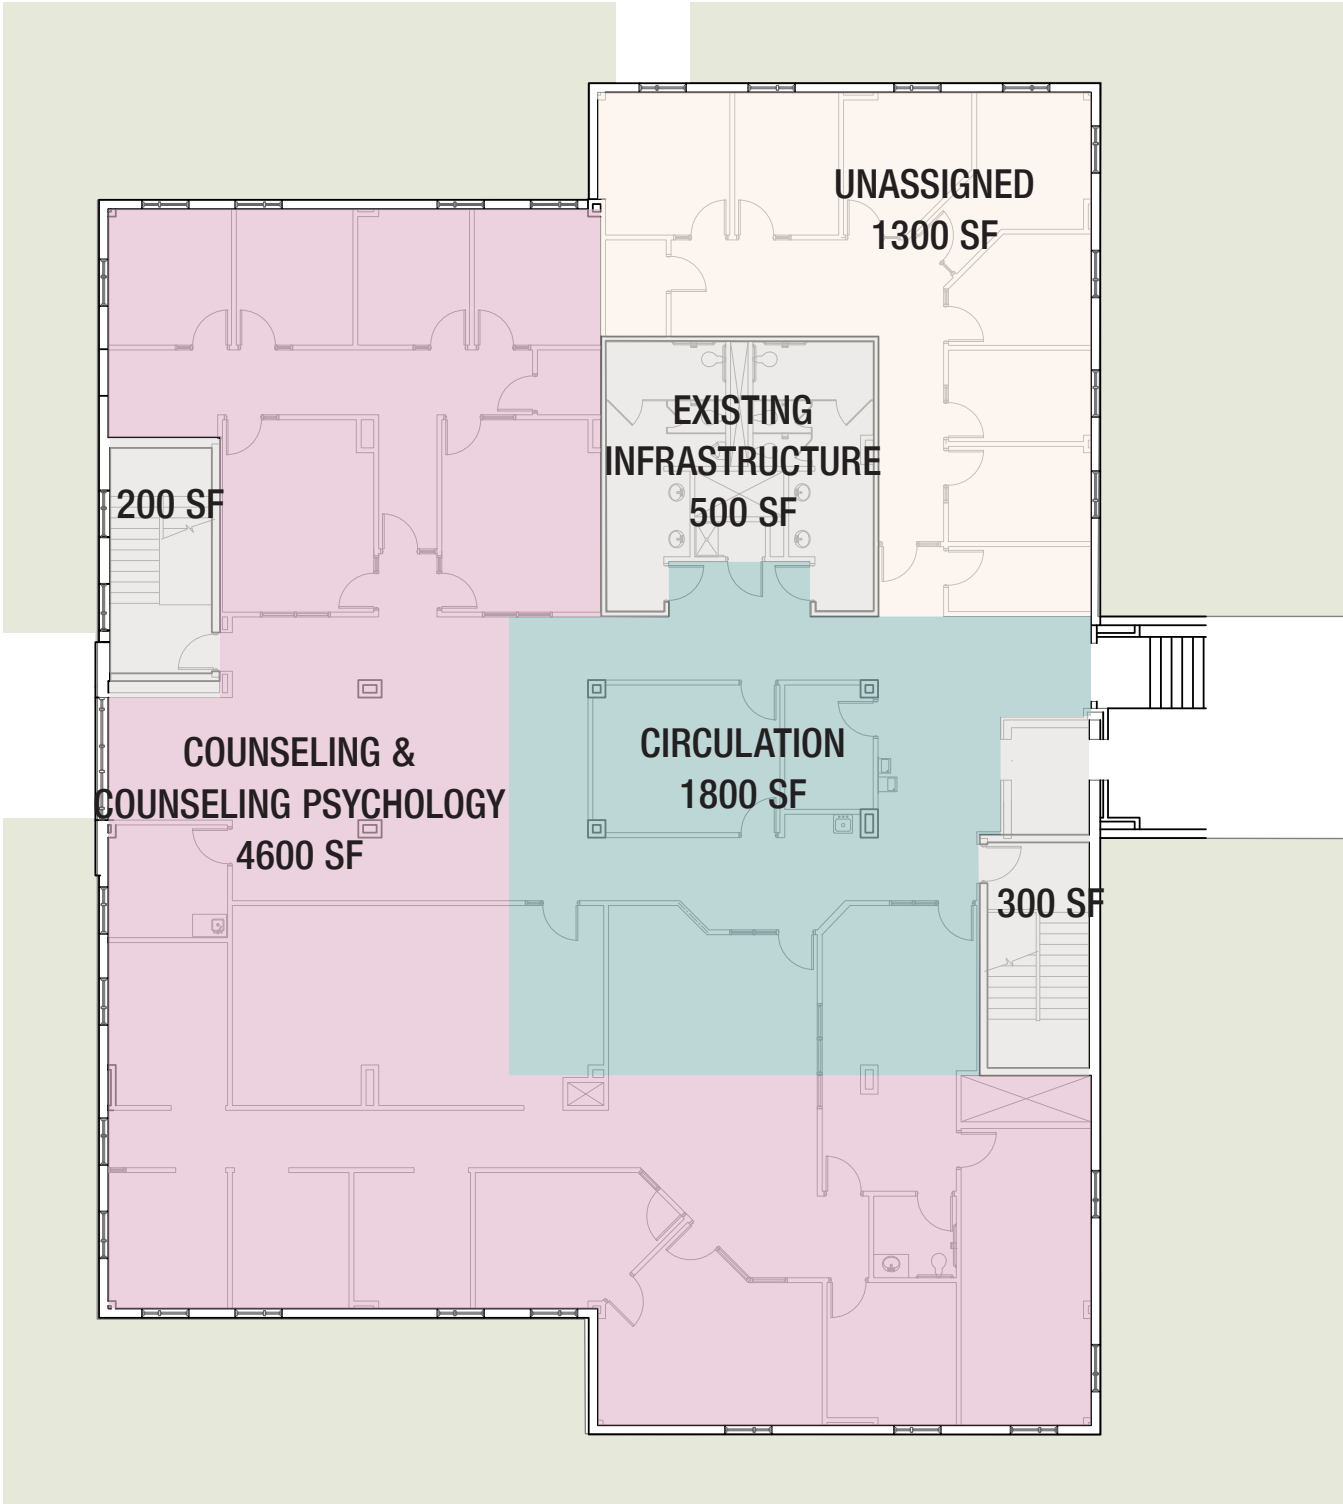 UNASSIGNED
1300 SF
EXISTING
INFRASTRUCTURE
500 SF
200 SF
CIRCULATION
1800 SF
COUNSELING &
COUNSELING PSYCHOLOGY
4600 SF
300 SF